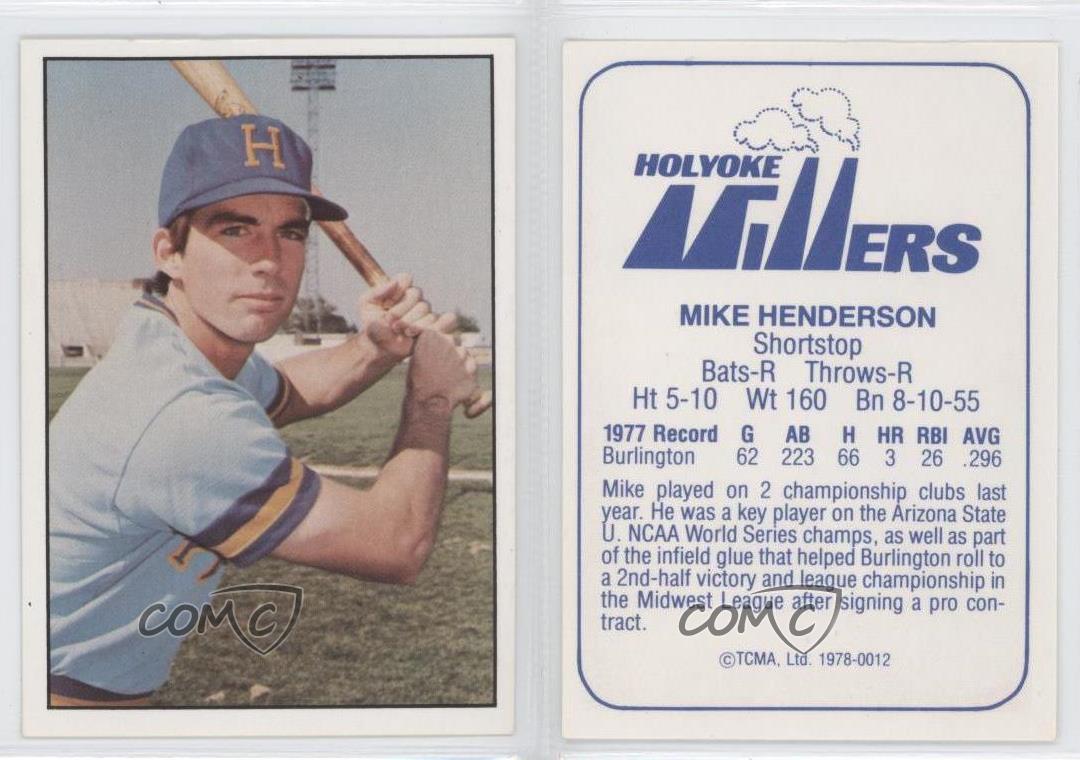 H
COMC
HOLYOKE
MILLERS
MIKE HENDERSON
Shortstop
Bats-R Throws-R
Ht 5-10 Wt 160 Bn 8-10-55
1977 Record G AB H HR RBI AVG
Burlington 62 223 66 3 26 .296
Mike played on 2 championship clubs last
year. He was a key player on the Arizona State
U. NCAA World Series champs, as well as part
of the infield glue that helped Burlington roll to
a 2nd-half victory and league championship in
the Midwest League after signing a pro con-
tract.
COMC
©TCMA, Ltd. 1978-0012